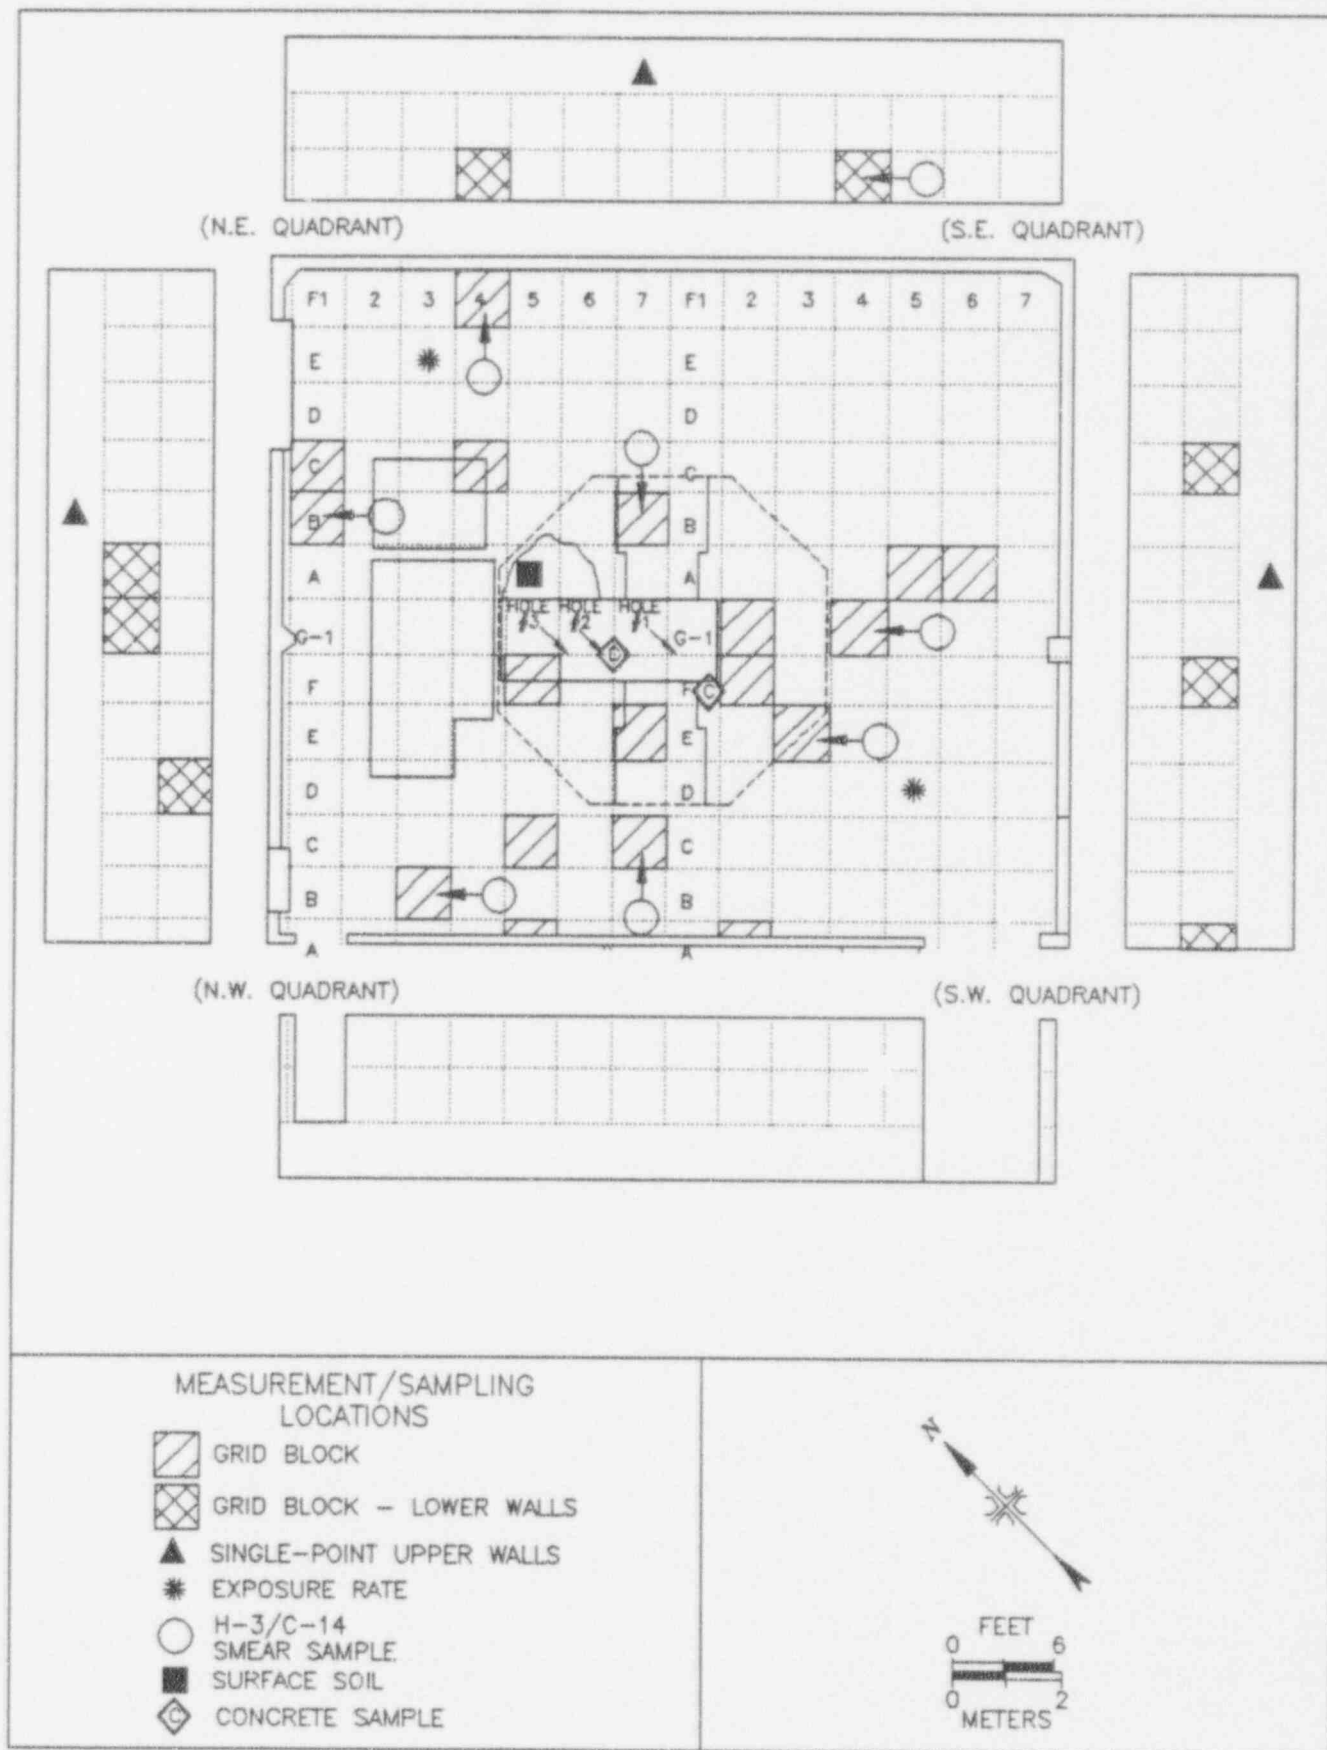 (N.E. QUADRANT) (S.E. QUADRANT)
F1 2 3 4 5 6 7 F1 2 3 4 5 6 7
E E
D D
C C
B B
A A
HOLE HOLE HOLE
#3 #2 #1
G-1 G-1
F F
C
E E
D D
C C
B B
A A
(N.W. QUADRANT) (S.W. QUADRANT)
MEASUREMENT/SAMPLING
LOCATIONS
GRID BLOCK
GRID BLOCK - LOWER WALLS
SINGLE-POINT UPPER WALLS
EXPOSURE RATE
H-3/C-14
SMEAR SAMPLE
SURFACE SOIL
C CONCRETE SAMPLE
N
FEET
0 6
0 2
METERS